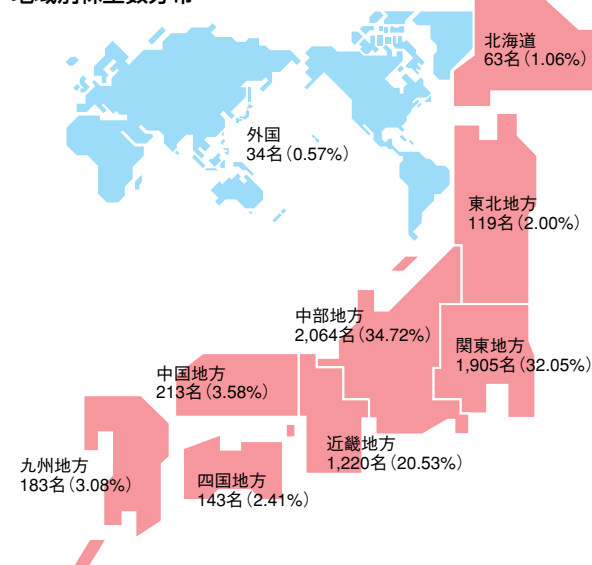 北海道
63名（1.06%）
外国
34名（0.57%）
東北地方
119名（2.00%）
中部地方
2,064名（34.72%）
関東地方
1,905名（32.05%）
中国地方
213名（3.58%）
近畿地方
1,220名（20.53%）
九州地方
183名（3.08%）
四国地方
143名（2.41%）